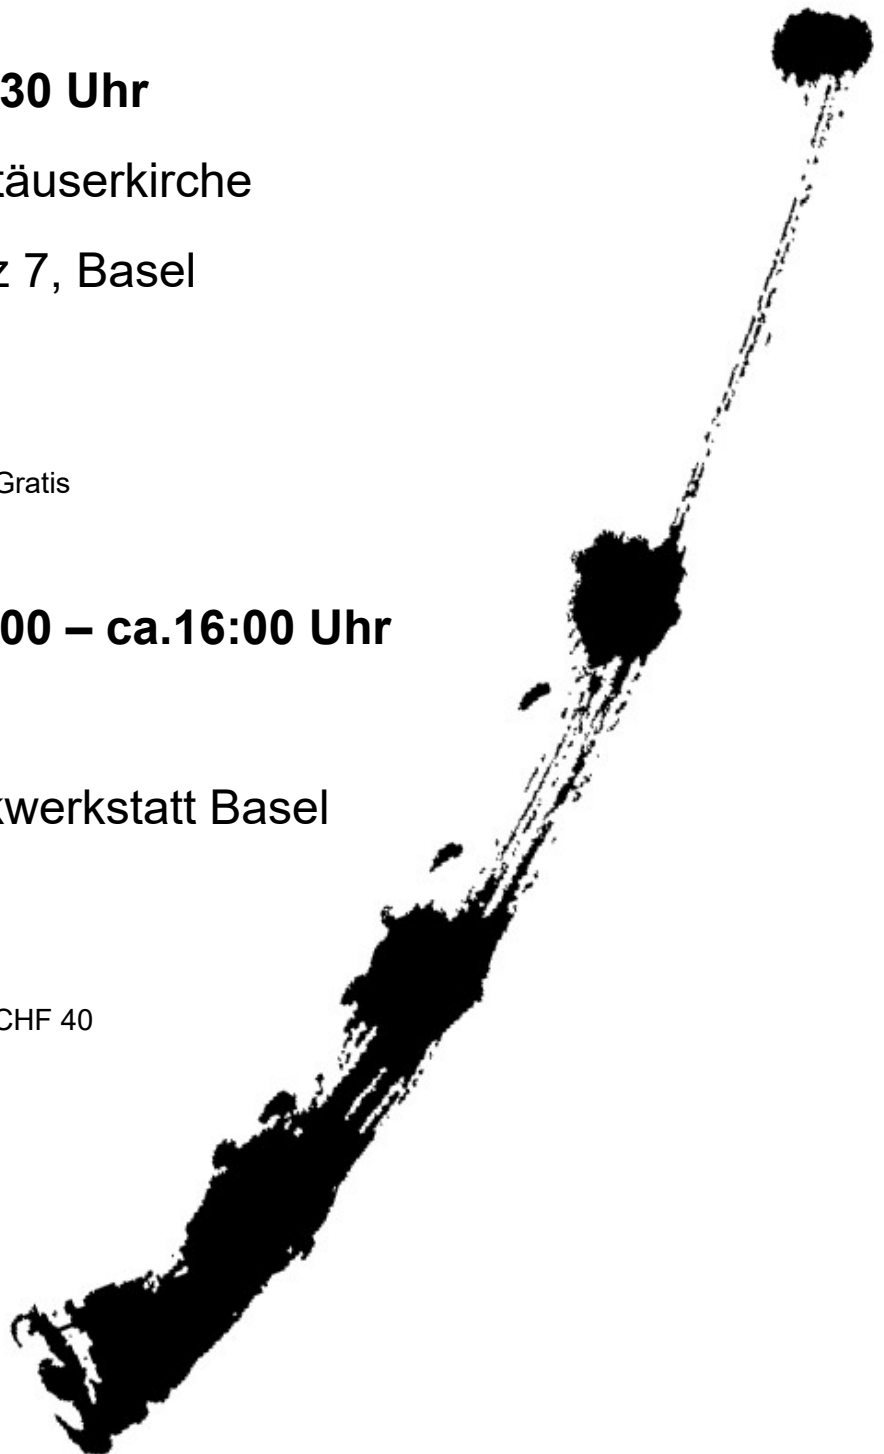 30 Uhr
täuserkirche
z 7, Basel
Gratis
00 – ca.16:00 Uhr
kwerkstatt Basel
CHF 40